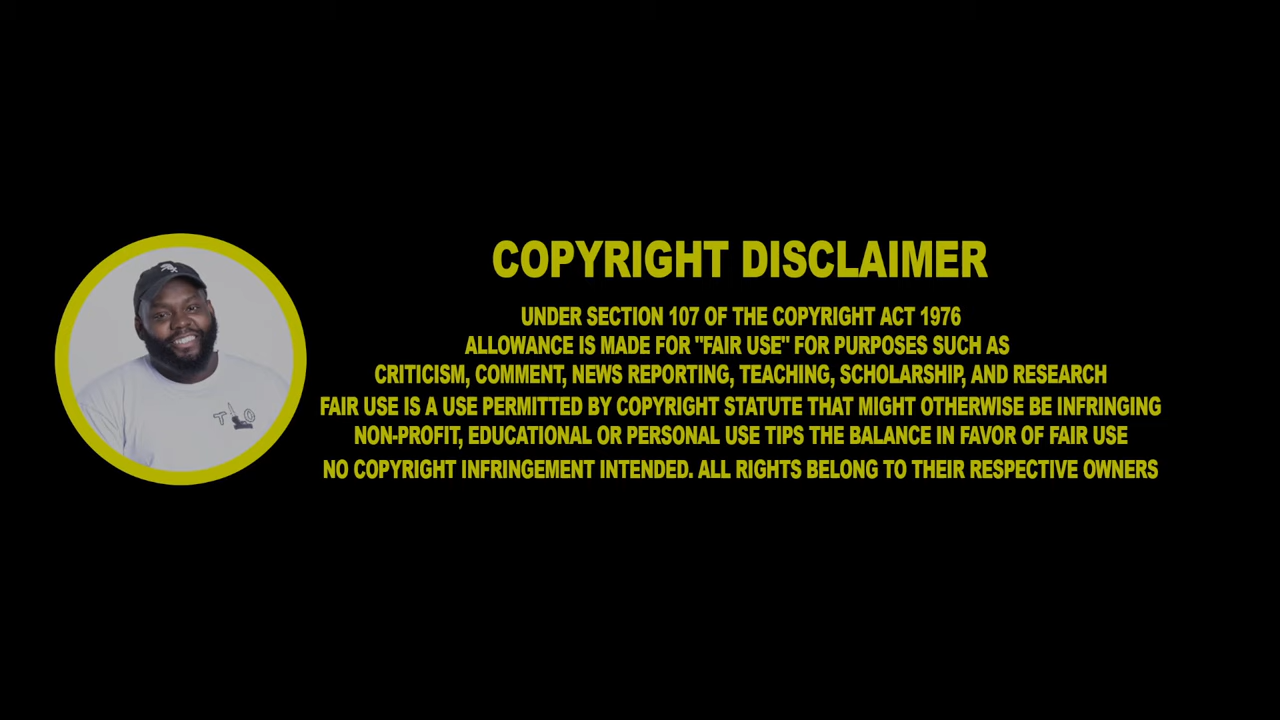 COPYRIGHT DISCLAIMER
UNDER SECTION 107 OF THE COPYRIGHT ACT 1976
ALLOWANCE IS MADE FOR "FAIR USE" FOR PURPOSES SUCH AS
CRITICISM, COMMENT, NEWS REPORTING, TEACHING, SCHOLARSHIP, AND RESEARCH
FAIR USE IS A USE PERMITTED BY COPYRIGHT STATUTE THAT MIGHT OTHERWISE BE INFRINGING
NON-PROFIT, EDUCATIONAL OR PERSONAL USE TIPS THE BALANCE IN FAVOR OF FAIR USE
NO COPYRIGHT INFRINGEMENT INTENDED. ALL RIGHTS BELONG TO THEIR RESPECTIVE OWNERS